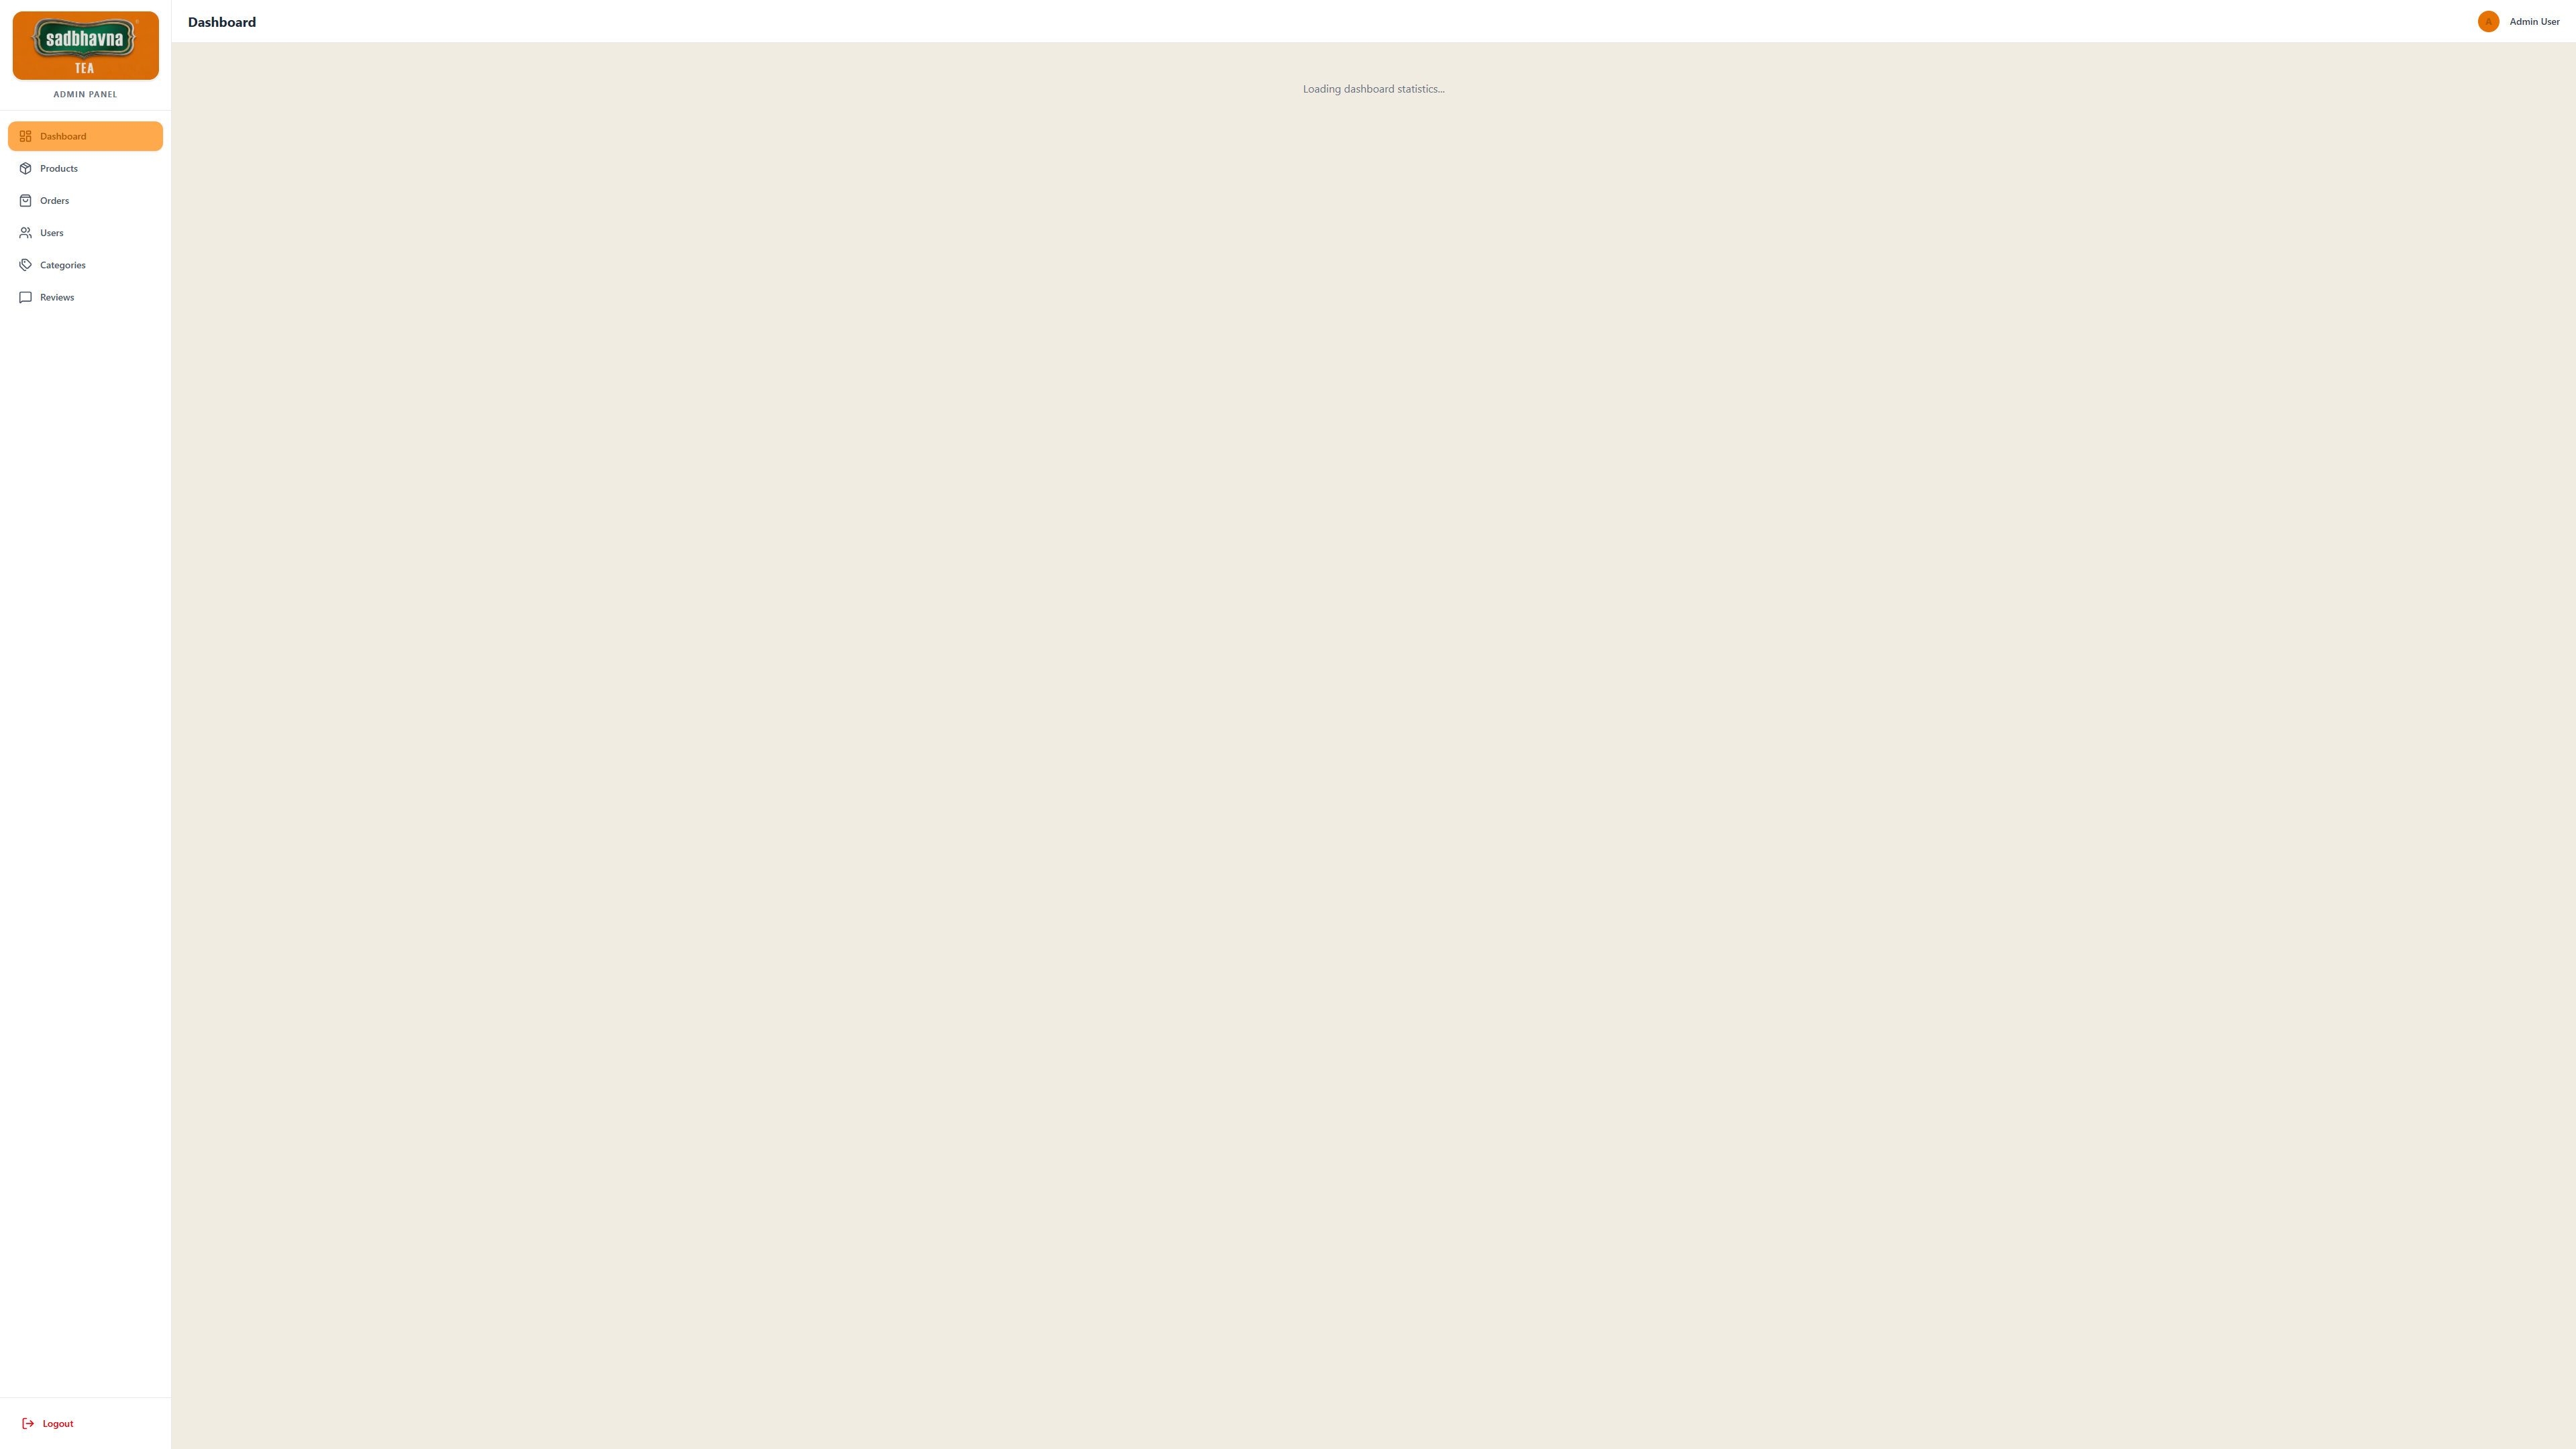 sadbhavna
TEA
ADMIN PANEL
Dashboard
Products
Orders
Users
Categories
Reviews
Logout
Dashboard
A
Admin User
Loading dashboard statistics...